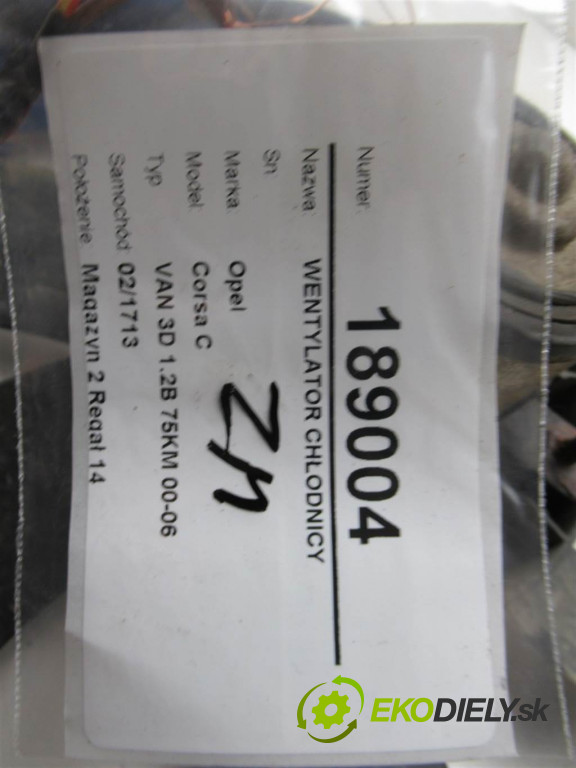 Numer: 189004
Nazwa: WENTYLATOR CHŁODNICY
Sn
Marka: Opel
Model: Corsa C
Typ VAN 3D 1.2B 75KM 00-06
Samochód: 02/1713
Położenie: Magazyn 2 Regał 14
EKODIELY.sk